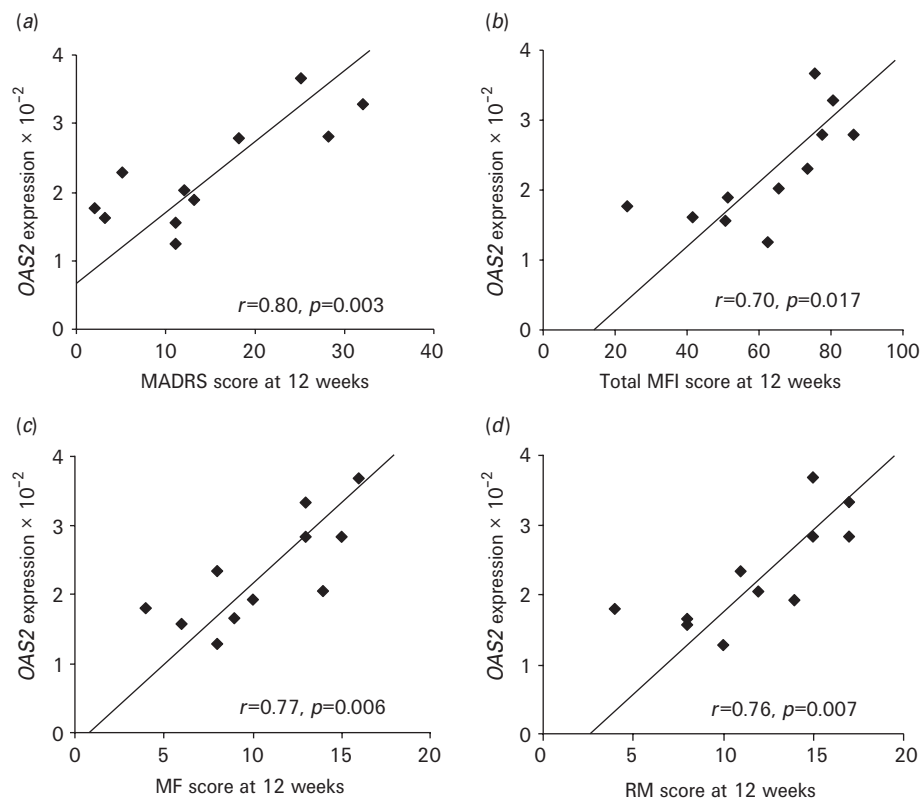 (a)
OAS2 expression × 10⁻²
4
3
2
1
0
r=0.80, p=0.003
0 10 20 30 40
MADRS score at 12 weeks
(b)
OAS2 expression × 10⁻²
4
3
2
1
0
r=0.70, p=0.017
0 20 40 60 80 100
Total MFI score at 12 weeks
(c)
OAS2 expression × 10⁻²
4
3
2
1
0
r=0.77, p=0.006
0 5 10 15 20
MF score at 12 weeks
(d)
OAS2 expression × 10⁻²
4
3
2
1
0
r=0.76, p=0.007
0 5 10 15 20
RM score at 12 weeks